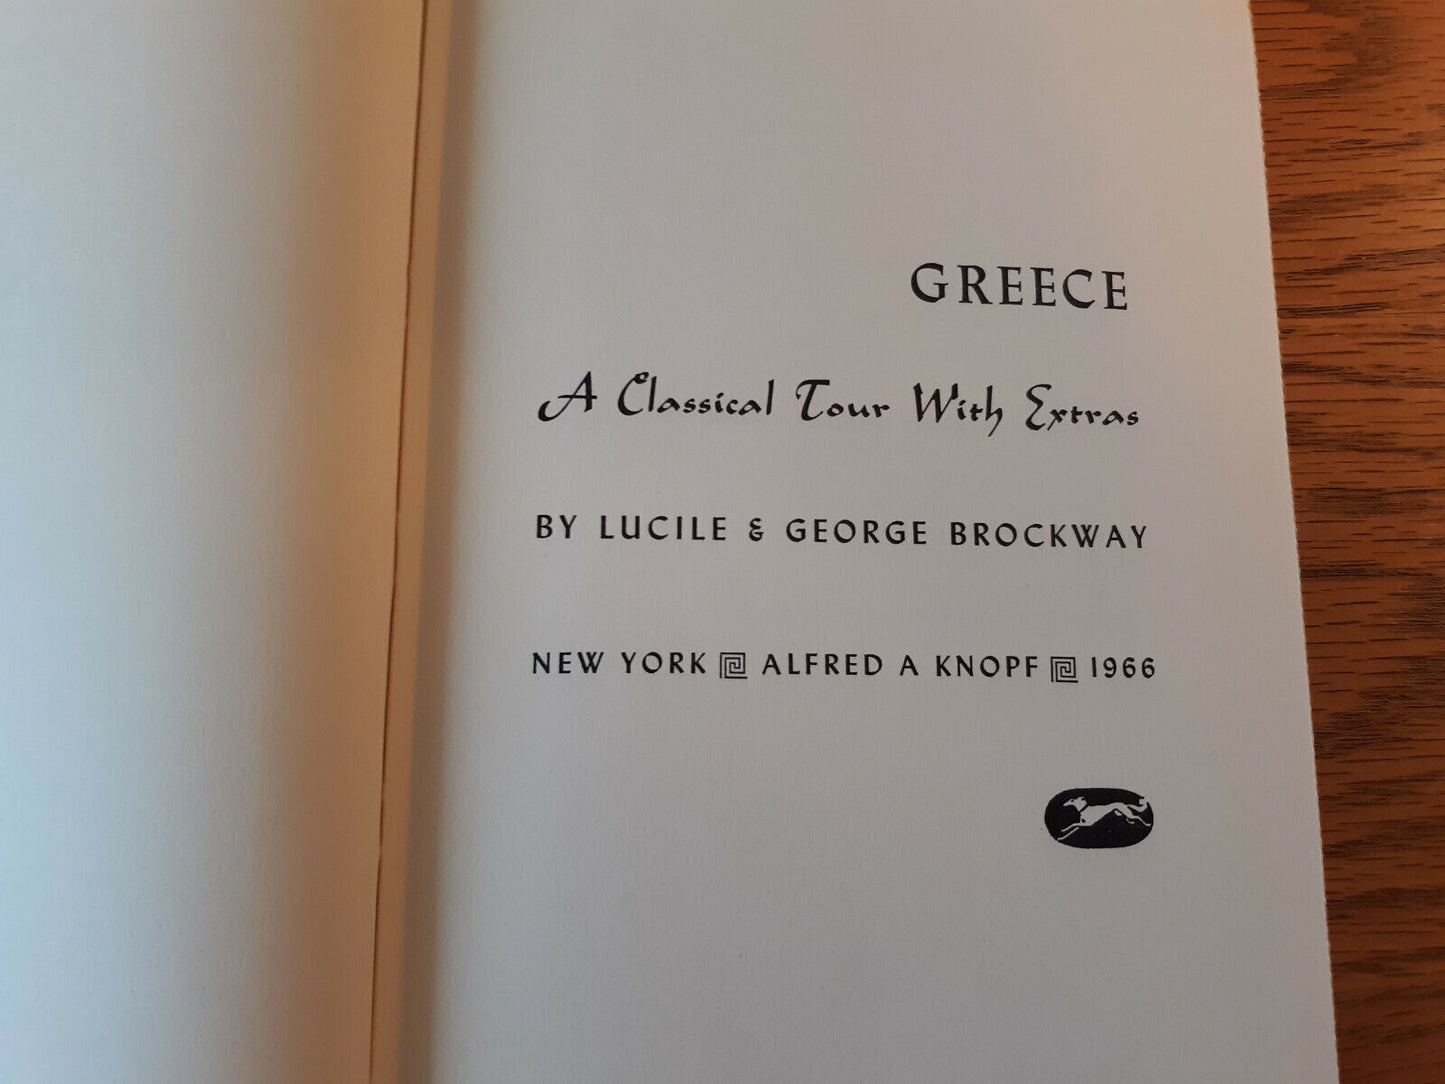 GREECE
A Classical Tour With Extras
BY LUCILE & GEORGE BROCKWAY
NEW YORK ALFRED A KNOPF 1966